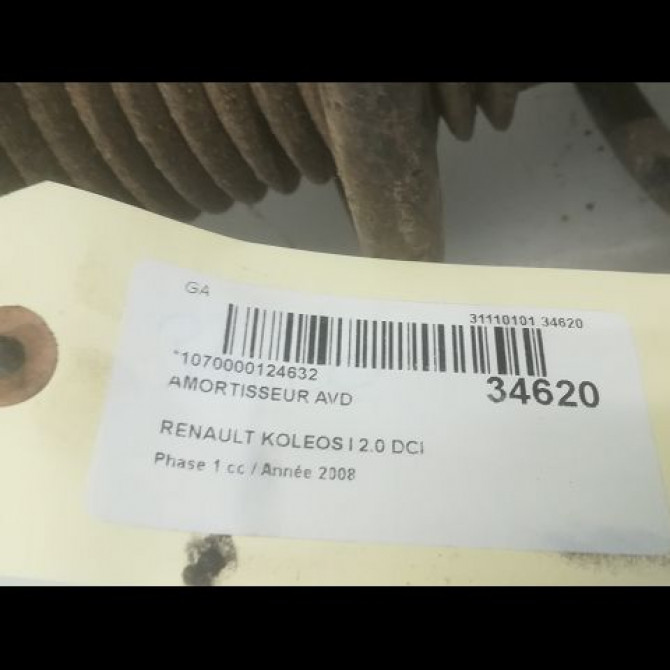 GA
31110101 34620
*1070000124632
34620
AMORTISSEUR AVD
RENAULT KOLEOS I 2.0 DCI
Phase 1 cc / Année 2008